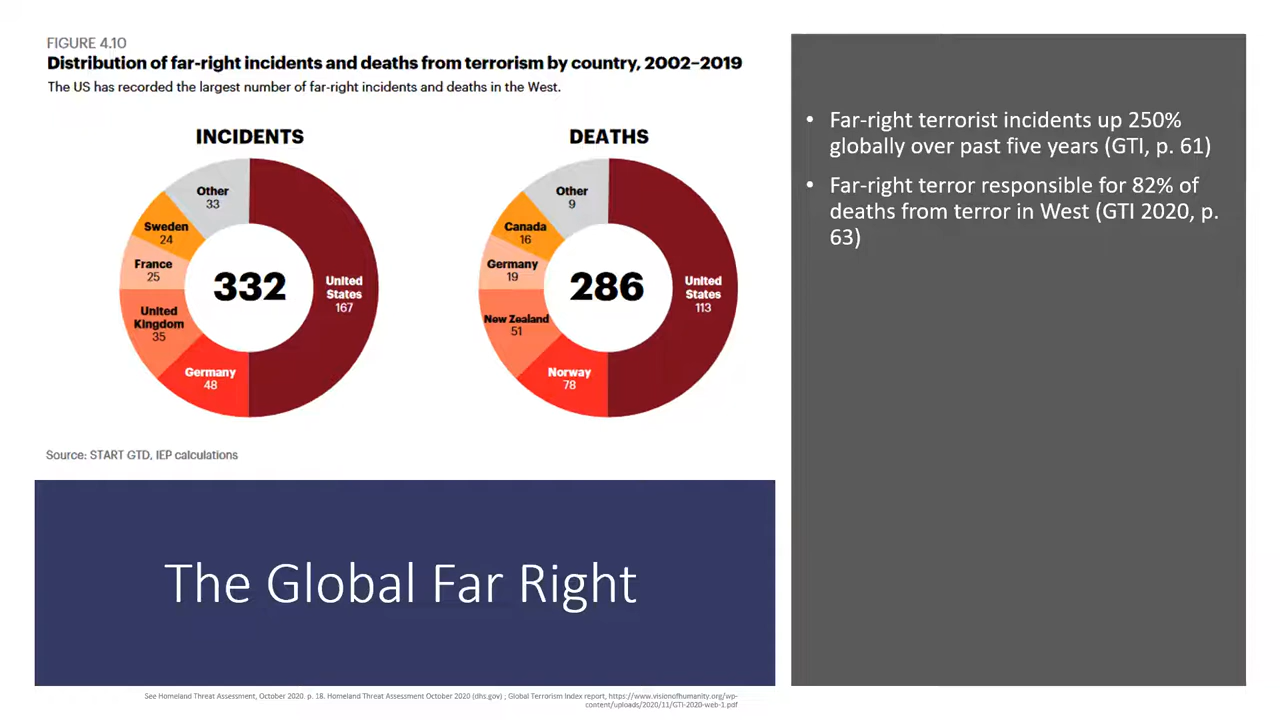 FIGURE 4.10
Distribution of far-right incidents and deaths from terrorism by country, 2002–2019
The US has recorded the largest number of far-right incidents and deaths in the West.
INCIDENTS
Other
33
Sweden
24
France
25
United
Kingdom
35
Germany
48
United
States
167
332
DEATHS
Other
9
Canada
16
Germany
19
New Zealand
51
Norway
78
United
States
113
286
Source: START GTD, IEP calculations
The Global Far Right
• Far-right terrorist incidents up 250%
globally over past five years (GTI, p. 61)
• Far-right terror responsible for 82% of
deaths from terror in West (GTI 2020, p.
63)
See Homeland Threat Assessment, October 2020. p. 18. Homeland Threat Assessment October 2020 (dhs.gov) ; Global Terrorism Index report, https://www.visionofhumanity.org/wp-
content/uploads/2020/11/GTI-2020-web-1.pdf